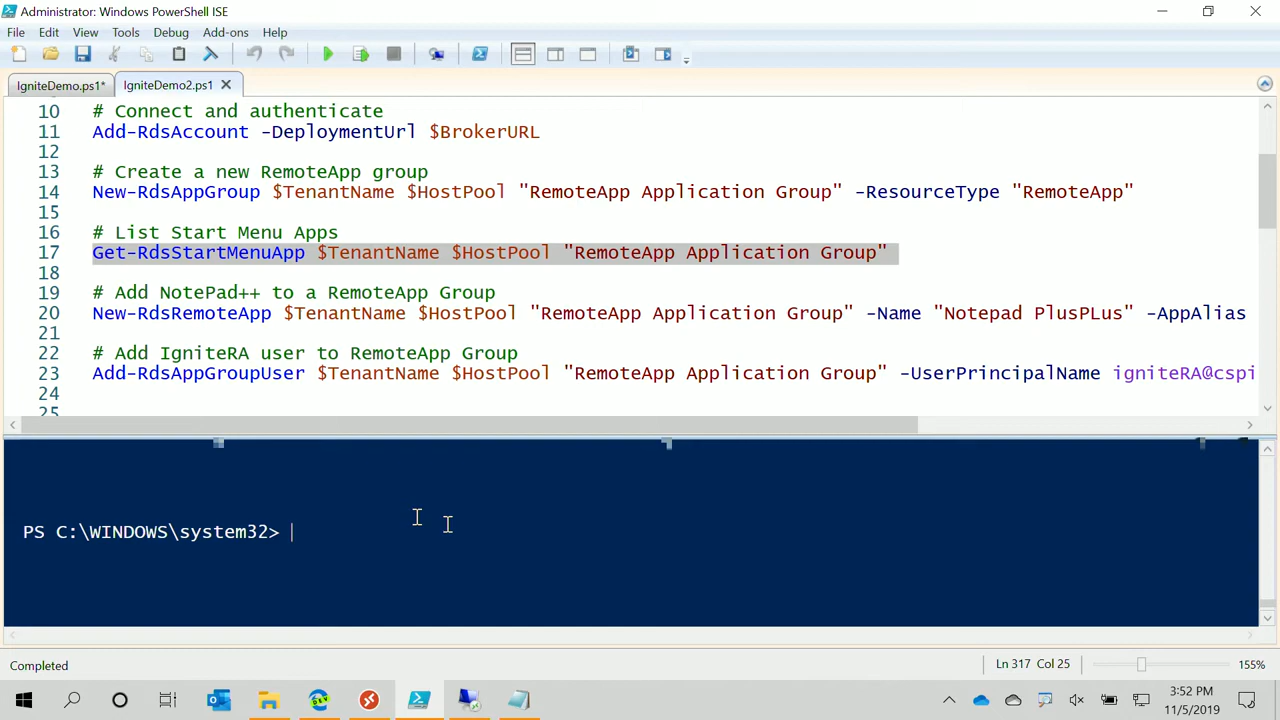 Administrator: Windows PowerShell ISE
File Edit View Tools Debug Add-ons Help
IgniteDemo.ps1* IgniteDemo2.ps1
10 # Connect and authenticate
11 Add-RdsAccount -DeploymentUrl $BrokerURL
12
13 # Create a new RemoteApp group
14 New-RdsAppGroup $TenantName $HostPool "RemoteApp Application Group" -ResourceType "RemoteApp"
15
16 # List Start Menu Apps
17 Get-RdsStartMenuApp $TenantName $HostPool "RemoteApp Application Group"
18
19 # Add NotePad++ to a RemoteApp Group
20 New-RdsRemoteApp $TenantName $HostPool "RemoteApp Application Group" -Name "Notepad PlusPLus" -AppAlias
21
22 # Add IgniteRA user to RemoteApp Group
23 Add-RdsAppGroupUser $TenantName $HostPool "RemoteApp Application Group" -UserPrincipalName igniteRA@cspi
24
25
PS C:\WINDOWS\system32>
Completed Ln 317 Col 25 155%
3:52 PM
11/5/2019